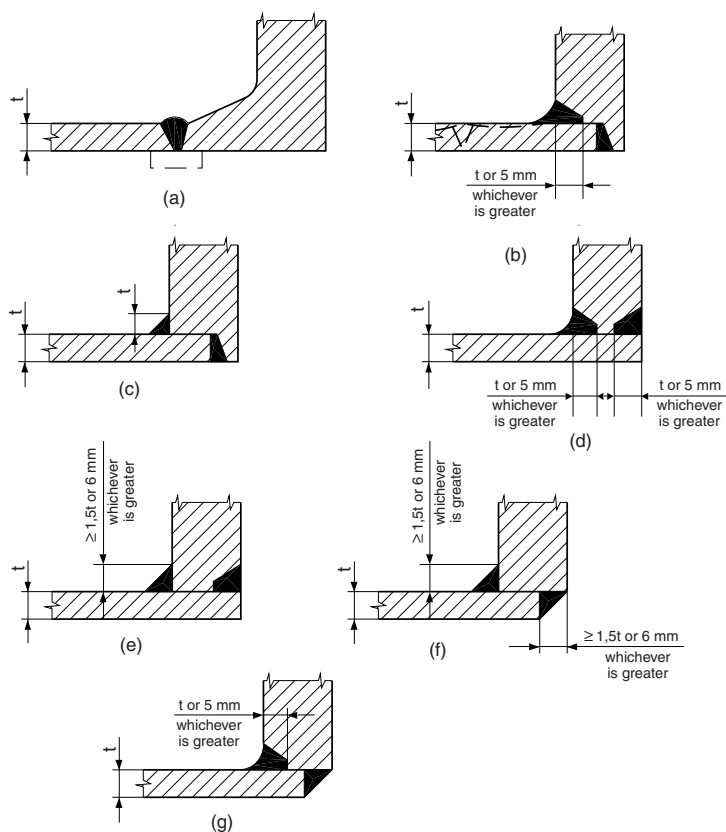 t
(a)
t
t or 5 mm
whichever
is greater
(b)
t
t
(c)
t
t or 5 mm
whichever
is greater
t or 5 mm
whichever
is greater
(d)
≥ 1,5t or 6 mm
whichever
is greater
t
(e)
≥ 1,5t or 6 mm
whichever
is greater
t
(f)
≥ 1,5t or 6 mm
whichever
is greater
t or 5 mm
whichever
is greater
t
(g)